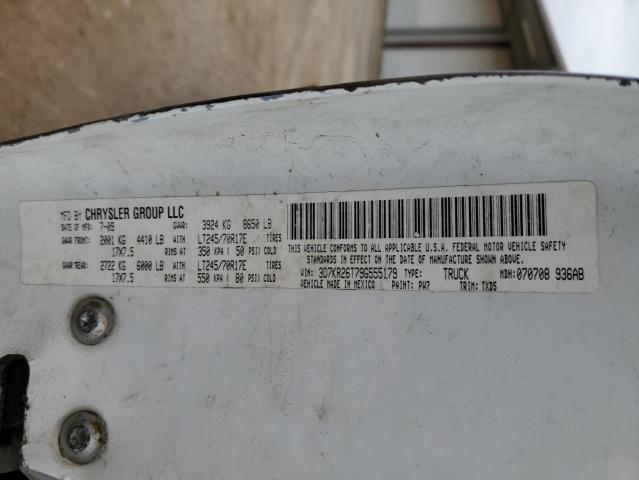 MFD BY CHRYSLER GROUP LLC
DATE OF MFR: 7-09 GVWR: 3924 KG 8650 LB
GAWR FRONT: 2001 KG 4410 LB WITH LT245/70R17E TIRES
17X7.5 RIMS AT 350 KPA ( 50 PSI) COLD
GAWR REAR: 2722 KG 6000 LB WITH LT245/70R17E TIRES
17X7.5 RIMS AT 550 KPA ( 80 PSI) COLD
THIS VEHICLE CONFORMS TO ALL APPLICABLE U.S.A. FEDERAL MOTOR VEHICLE SAFETY
STANDARDS IN EFFECT ON THE DATE OF MANUFACTURE SHOWN ABOVE.
VIN: 3D7KR26T79G555179 TYPE: TRUCK MDH: 070708 936AB
VEHICLE MADE IN MEXICO PAINT: PW7 TRIM: TXD5